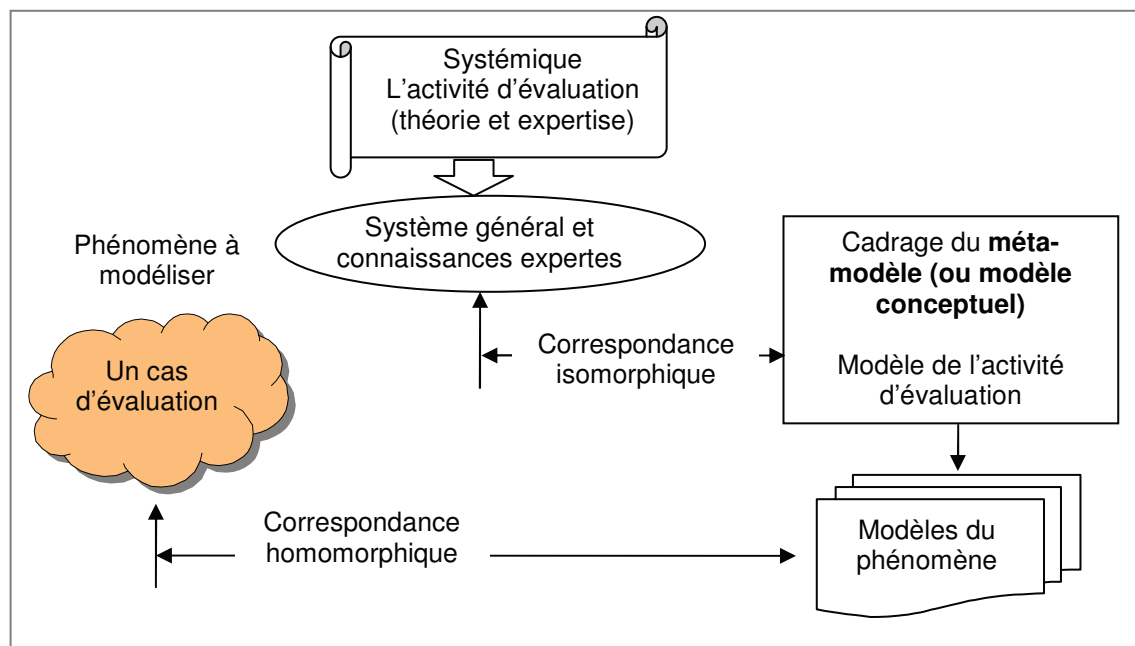 Systémique
L'activité d'évaluation
(théorie et expertise)
Système général et
connaissances expertes
Phénomène à
modéliser
Cadrage du méta-
modèle (ou modèle
conceptuel)
Modèle de l'activité
d'évaluation
Correspondance
isomorphique
Un cas
d'évaluation
Correspondance
homomorphique
Modèles du
phénomène